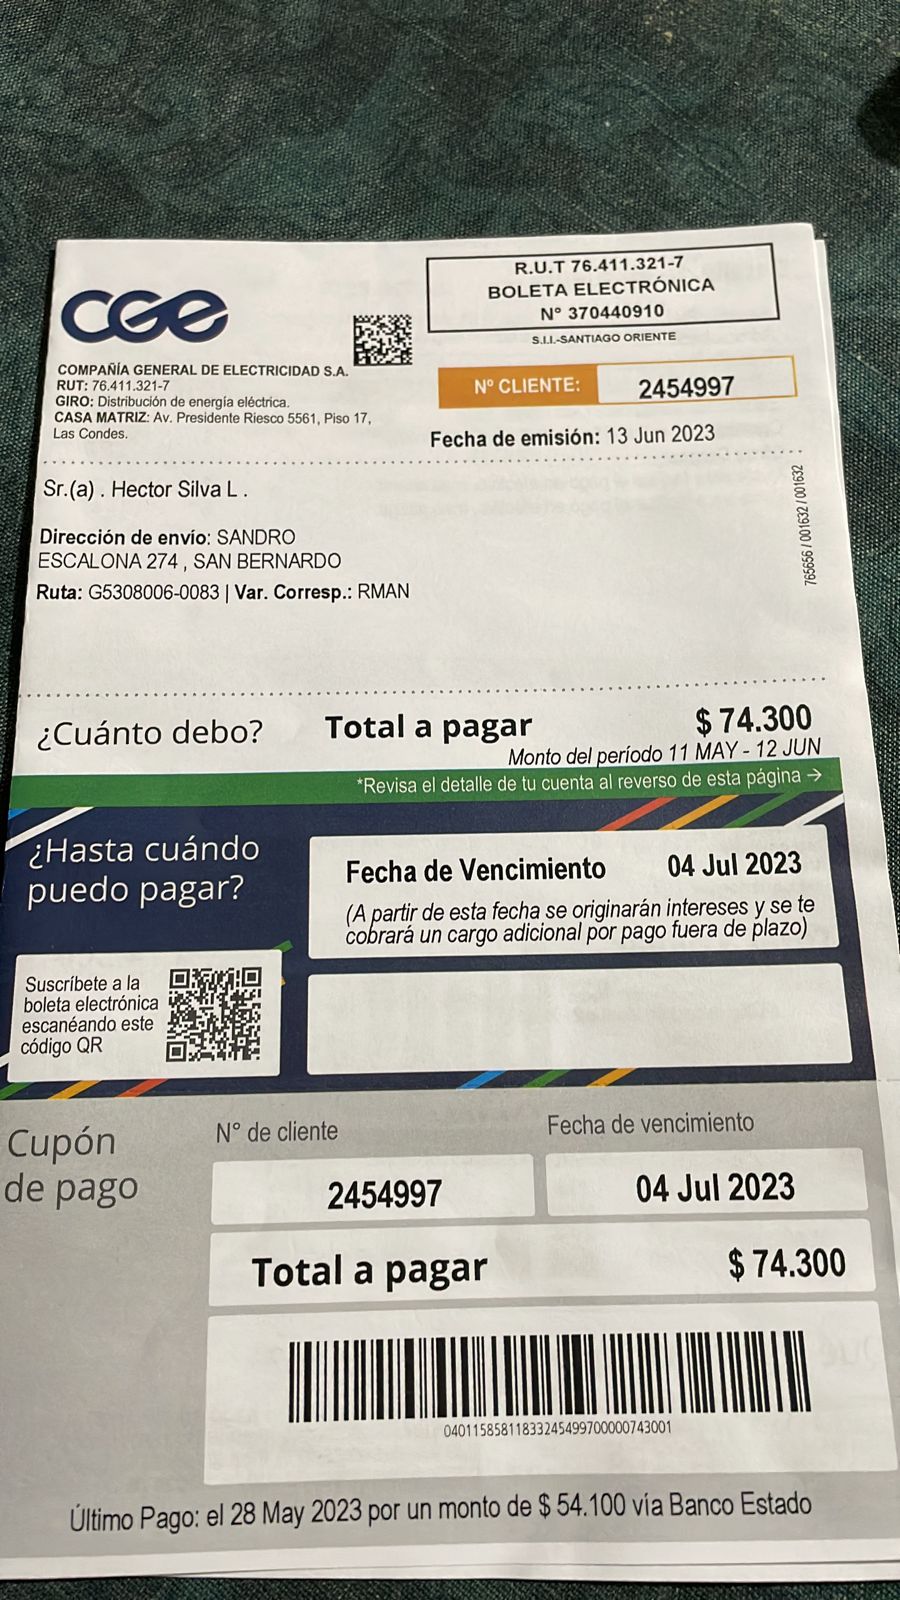 cge
COMPAÑÍA GENERAL DE ELECTRICIDAD S.A.
RUT: 76.411.321-7
GIRO: Distribución de energía eléctrica.
CASA MATRIZ: Av. Presidente Riesco 5561, Piso 17,
Las Condes.
R.U.T 76.411.321-7
BOLETA ELECTRÓNICA
N° 370440910
S.I.I.-SANTIAGO ORIENTE
Nº CLIENTE: 2454997
Fecha de emisión: 13 Jun 2023
Sr.(a) . Hector Silva L .
Dirección de envío: SANDRO
ESCALONA 274 , SAN BERNARDO
Ruta: G5308006-0083 | Var. Corresp.: RMAN
765656 / 001632 / 001632
¿Cuánto debo? Total a pagar $ 74.300
Monto del período 11 MAY - 12 JUN
*Revisa el detalle de tu cuenta al reverso de esta página →
¿Hasta cuándo
puedo pagar?
Fecha de Vencimiento 04 Jul 2023
(A partir de esta fecha se originarán intereses y se te
cobrará un cargo adicional por pago fuera de plazo)
Suscríbete a la
boleta electrónica
escanéando este
código QR
Cupón
de pago
N° de cliente
Fecha de vencimiento
2454997
04 Jul 2023
Total a pagar $ 74.300
0401158581183324549970000​0743001
Último Pago: el 28 May 2023 por un monto de $ 54.100 vía Banco Estado